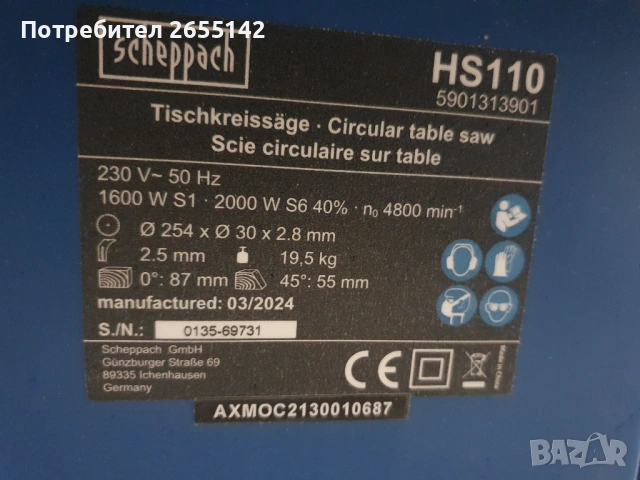 Потребител 2655142
scheppach
HS110
5901313901
Tischkreissäge · Circular table saw
Scie circulaire sur table
230 V~ 50 Hz
1600 W S1 · 2000 W S6 40% · n₀ 4800 min⁻¹
Ø 254 x Ø 30 x 2.8 mm
2.5 mm 19,5 kg
0°: 87 mm 45°: 55 mm
manufactured: 03/2024
S./N.: 0135-69731
Scheppach GmbH
Günzburger Straße 69
89335 Ichenhausen
Germany
CE
Made in China
AXMOC2130010687
BAZAR